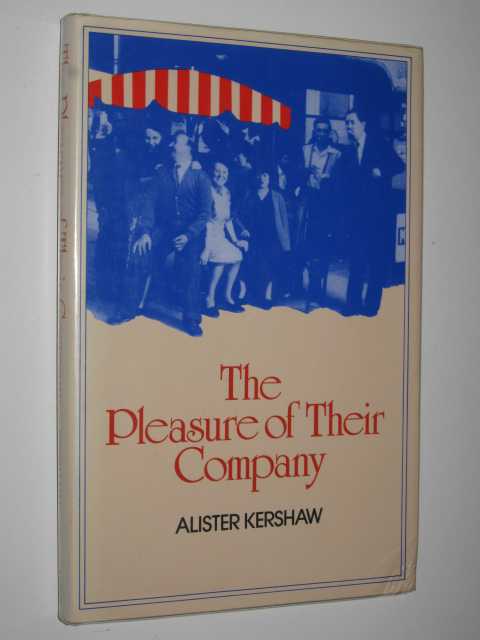 The
Pleasure of Their
Company
ALISTER KERSHAW